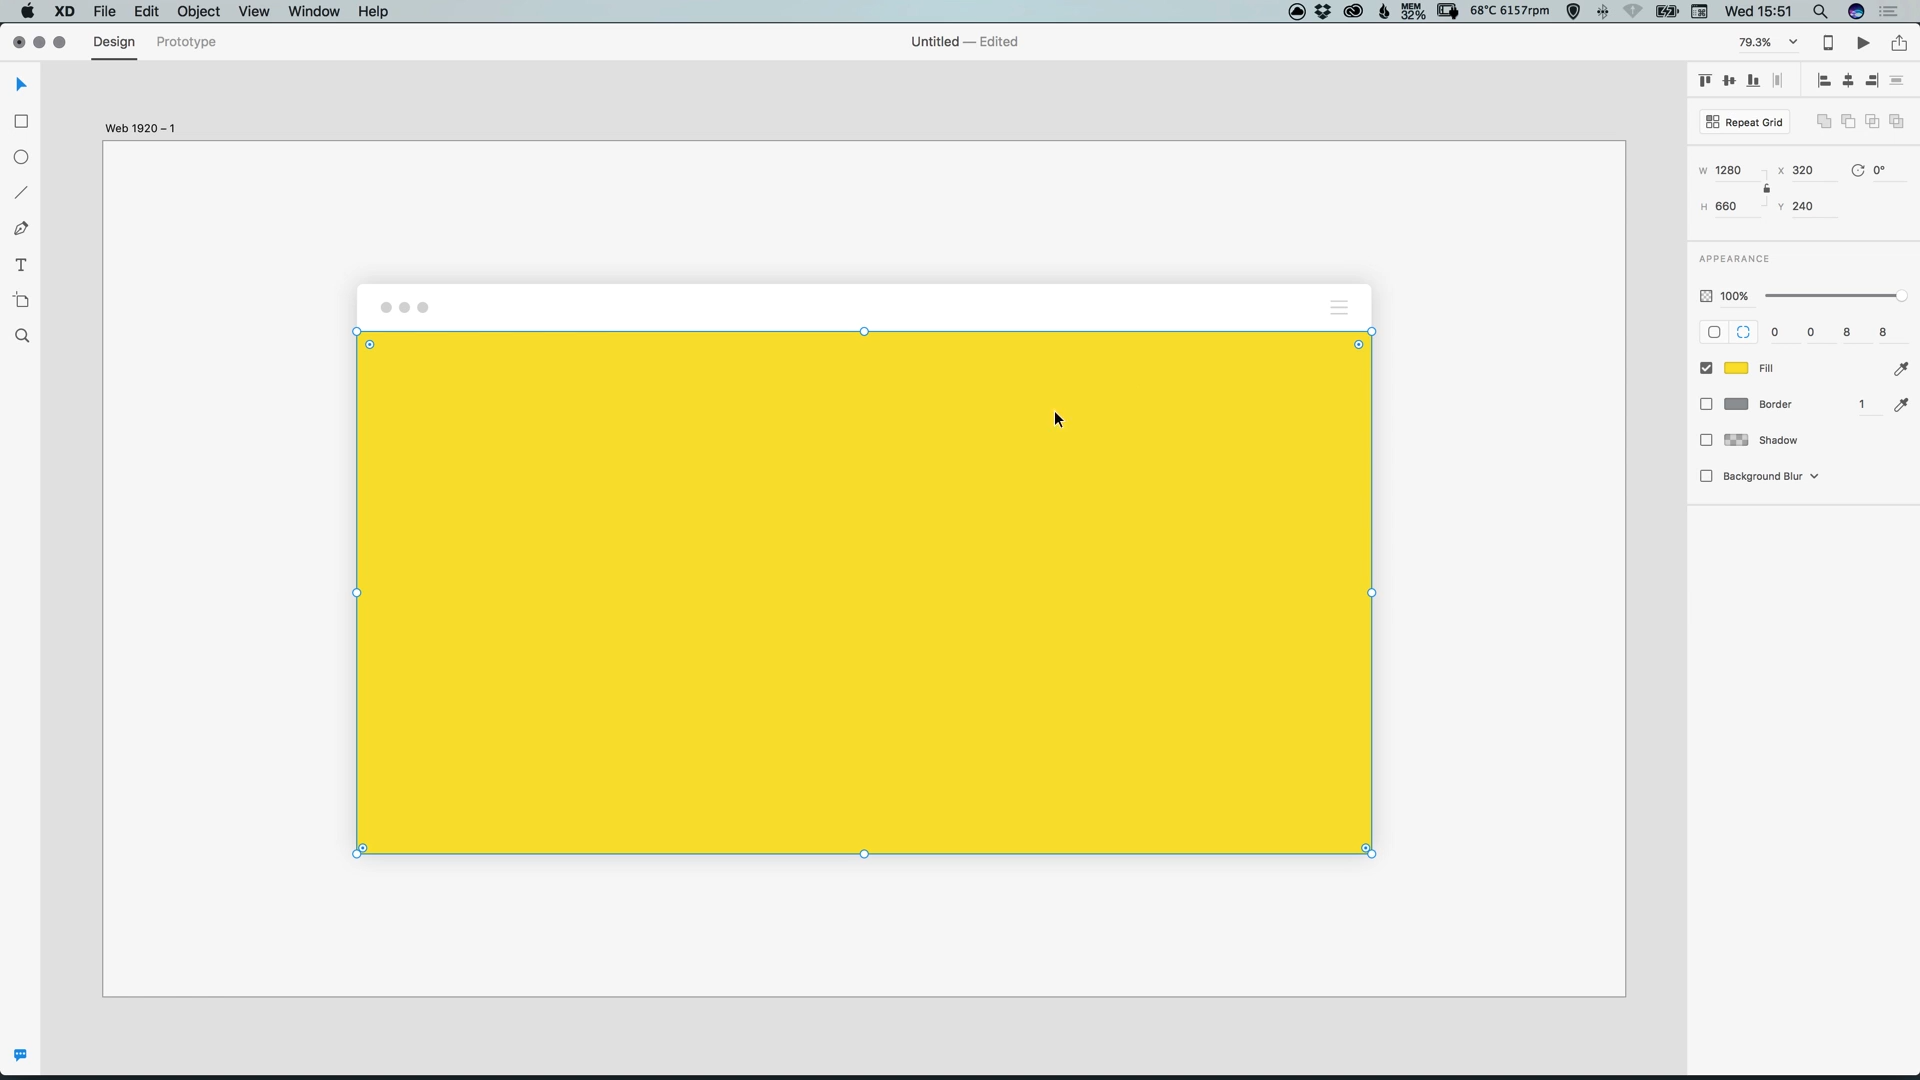 XD File Edit Object View Window Help MEM 32% 68°C 6157rpm Wed 15:51
Design Prototype Untitled — Edited 79.3%
Web 1920 – 1
Repeat Grid
W 1280 X 320 0°
H 660 Y 240
APPEARANCE
100%
0 0 8 8
Fill
Border 1
Shadow
Background Blur
T